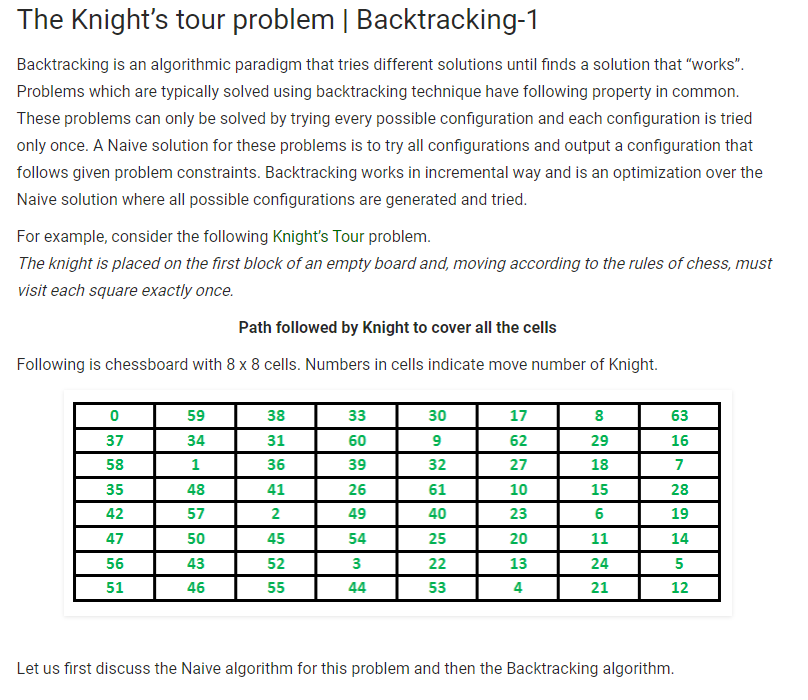 The Knight’s tour problem | Backtracking-1
Backtracking is an algorithmic paradigm that tries different solutions until finds a solution that “works”.
Problems which are typically solved using backtracking technique have following property in common.
These problems can only be solved by trying every possible configuration and each configuration is tried
only once. A Naive solution for these problems is to try all configurations and output a configuration that
follows given problem constraints. Backtracking works in incremental way and is an optimization over the
Naive solution where all possible configurations are generated and tried.
For example, consider the following Knight’s Tour problem.
The knight is placed on the first block of an empty board and, moving according to the rules of chess, must
visit each square exactly once.
Path followed by Knight to cover all the cells
Following is chessboard with 8 x 8 cells. Numbers in cells indicate move number of Knight.
0 59 38 33 30 17 8 63
37 34 31 60 9 62 29 16
58 1 36 39 32 27 18 7
35 48 41 26 61 10 15 28
42 57 2 49 40 23 6 19
47 50 45 54 25 20 11 14
56 43 52 3 22 13 24 5
51 46 55 44 53 4 21 12
Let us first discuss the Naive algorithm for this problem and then the Backtracking algorithm.